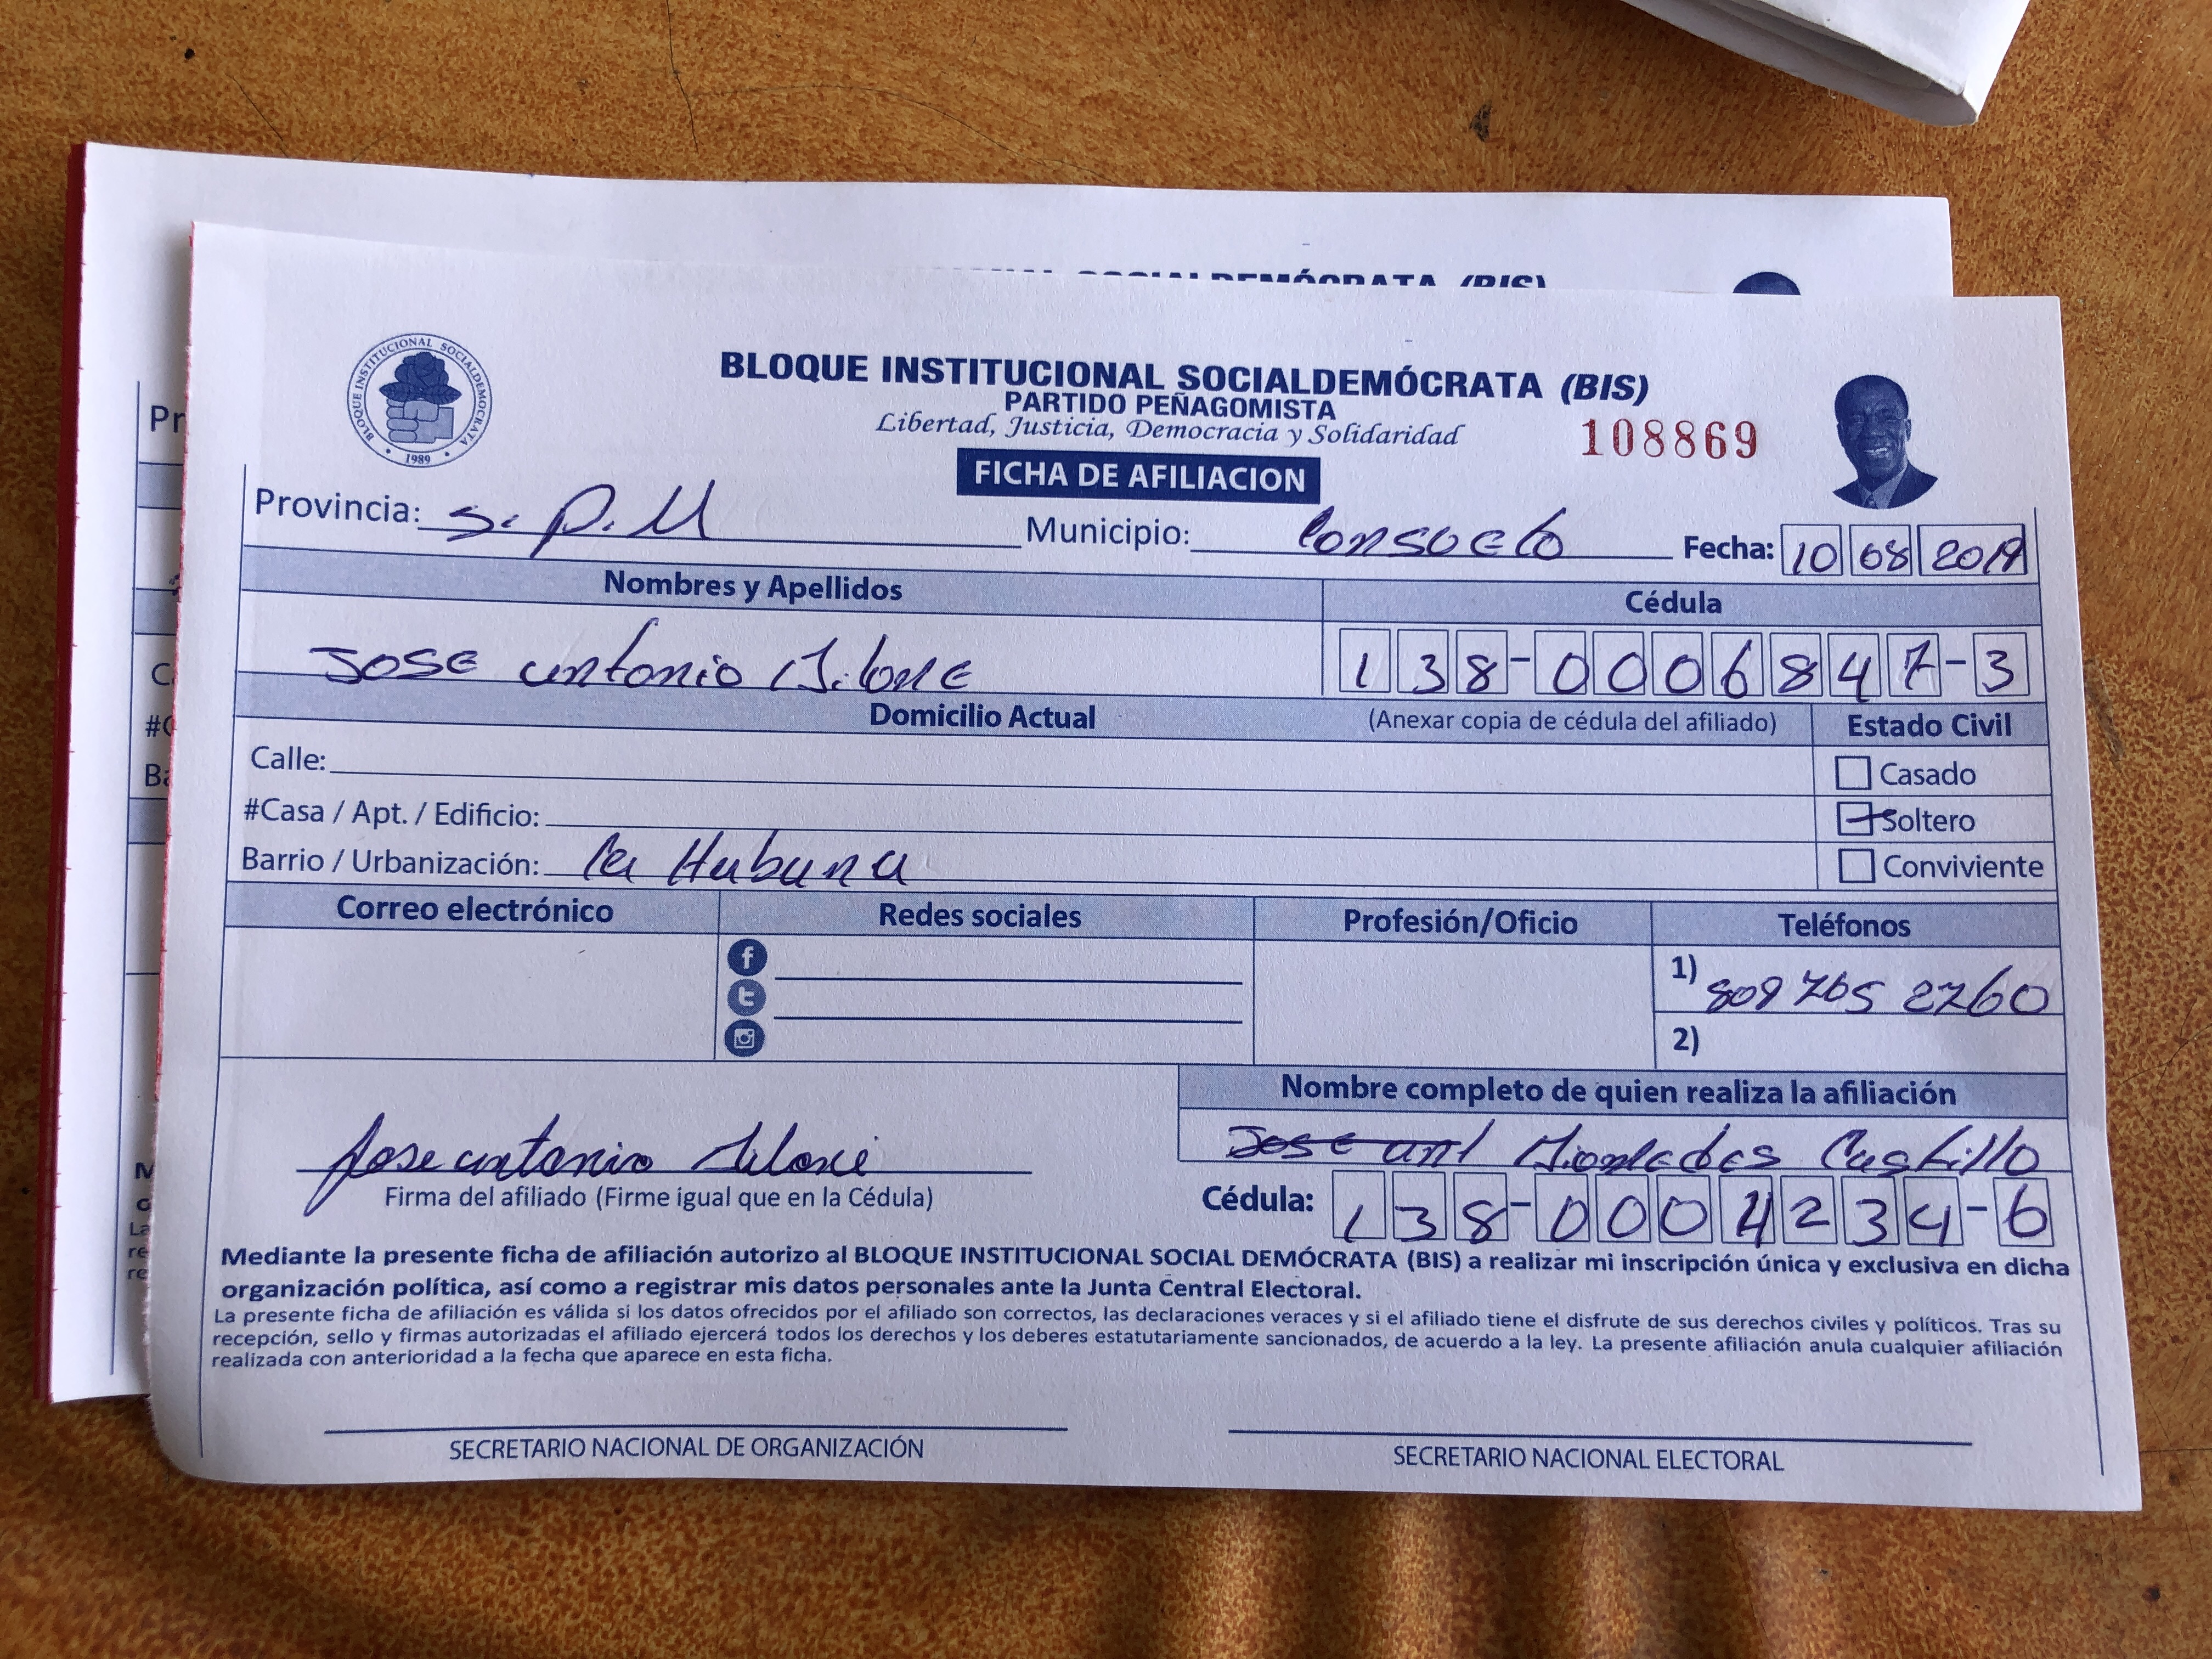 SOCIALDEMÓCRATA (BIS)
BLOQUE INSTITUCIONAL SOCIALDEMÓCRATA
1989
BLOQUE INSTITUCIONAL SOCIALDEMÓCRATA (BIS)
PARTIDO PEÑAGOMISTA
Libertad, Justicia, Democracia y Solidaridad
108869
FICHA DE AFILIACION
Provincia: S. P. M Municipio: Consuelo Fecha: 10 08 2019
Nombres y Apellidos Cédula
Jose antonio 138-0006847-3
Domicilio Actual (Anexar copia de cédula del afiliado) Estado Civil
Calle: Casado
#Casa / Apt. / Edificio: Soltero
Barrio / Urbanización: la Habana Conviviente
Correo electrónico Redes sociales Profesión/Oficio Teléfonos
1) 809 765 2760
2)
Nombre completo de quien realiza la afiliación
Jose antonio Castillo
Firma del afiliado (Firme igual que en la Cédula) Cédula: 138-0004234-6
Mediante la presente ficha de afiliación autorizo al BLOQUE INSTITUCIONAL SOCIAL DEMÓCRATA (BIS) a realizar mi inscripción única y exclusiva en dicha
organización política, así como a registrar mis datos personales ante la Junta Central Electoral.
La presente ficha de afiliación es válida si los datos ofrecidos por el afiliado son correctos, las declaraciones veraces y si el afiliado tiene el disfrute de sus derechos civiles y políticos. Tras su
recepción, sello y firmas autorizadas el afiliado ejercerá todos los derechos y los deberes estatutariamente sancionados, de acuerdo a la ley. La presente afiliación anula cualquier afiliación
realizada con anterioridad a la fecha que aparece en esta ficha.
SECRETARIO NACIONAL DE ORGANIZACIÓN SECRETARIO NACIONAL ELECTORAL